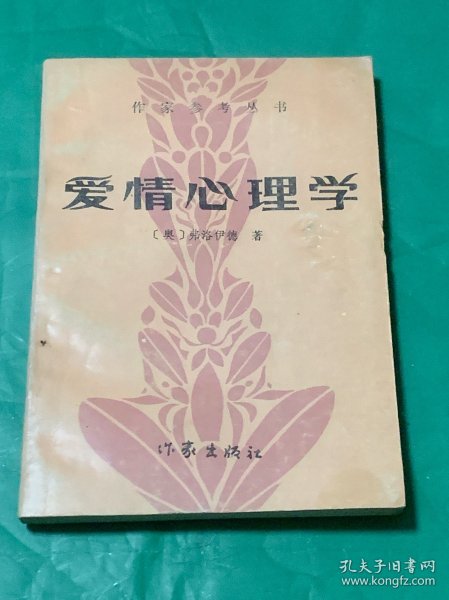 作家参考丛书
爱情心理学
〔奥〕弗洛伊德 著
作家出版社
孔夫子旧书网
www.kongfz.com